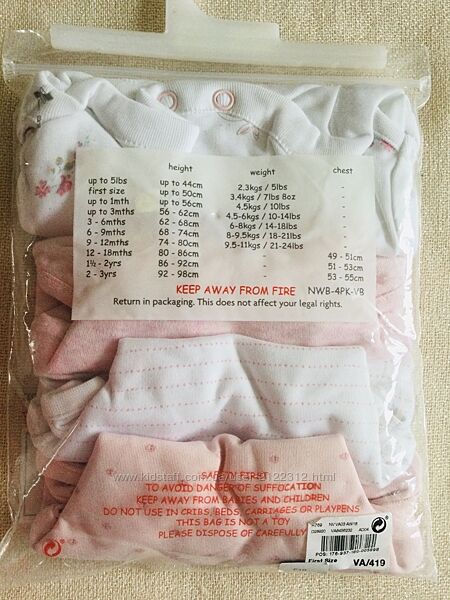 height weight chest
up to 5lbs up to 44cm 2.3kgs / 5lbs -
first size up to 50cm 3.4kgs / 7lbs 8oz -
up to 1mth up to 56cm 4.5kgs / 10lbs -
up to 3mths 56 - 62cm 4.5-6kgs / 10-14lbs -
3 - 6mths 62 - 68cm 6-8kgs / 14-18lbs -
6 - 9mths 68 - 74cm 8-9.5kgs / 18-21lbs -
9 - 12mths 74 - 80cm 9.5-11kgs / 21-24lbs -
12 - 18mths 80 - 86cm - 49 - 51cm
1½ - 2yrs 86 - 92cm - 51 - 53cm
2 - 3yrs 92 - 98cm - 53 - 55cm
KEEP AWAY FROM FIRE NWB-4PK-VB
Return in packaging. This does not affect your legal rights.
SAFETY FIRST
TO AVOID DANGER OF SUFFOCATION
KEEP AWAY FROM BABIES AND CHILDREN
DO NOT USE IN CRIBS, BEDS, CARRIAGES OR PLAYPENS
THIS BAG IS NOT A TOY
PLEASE DISPOSE OF CAREFULLY
First Size VA/419